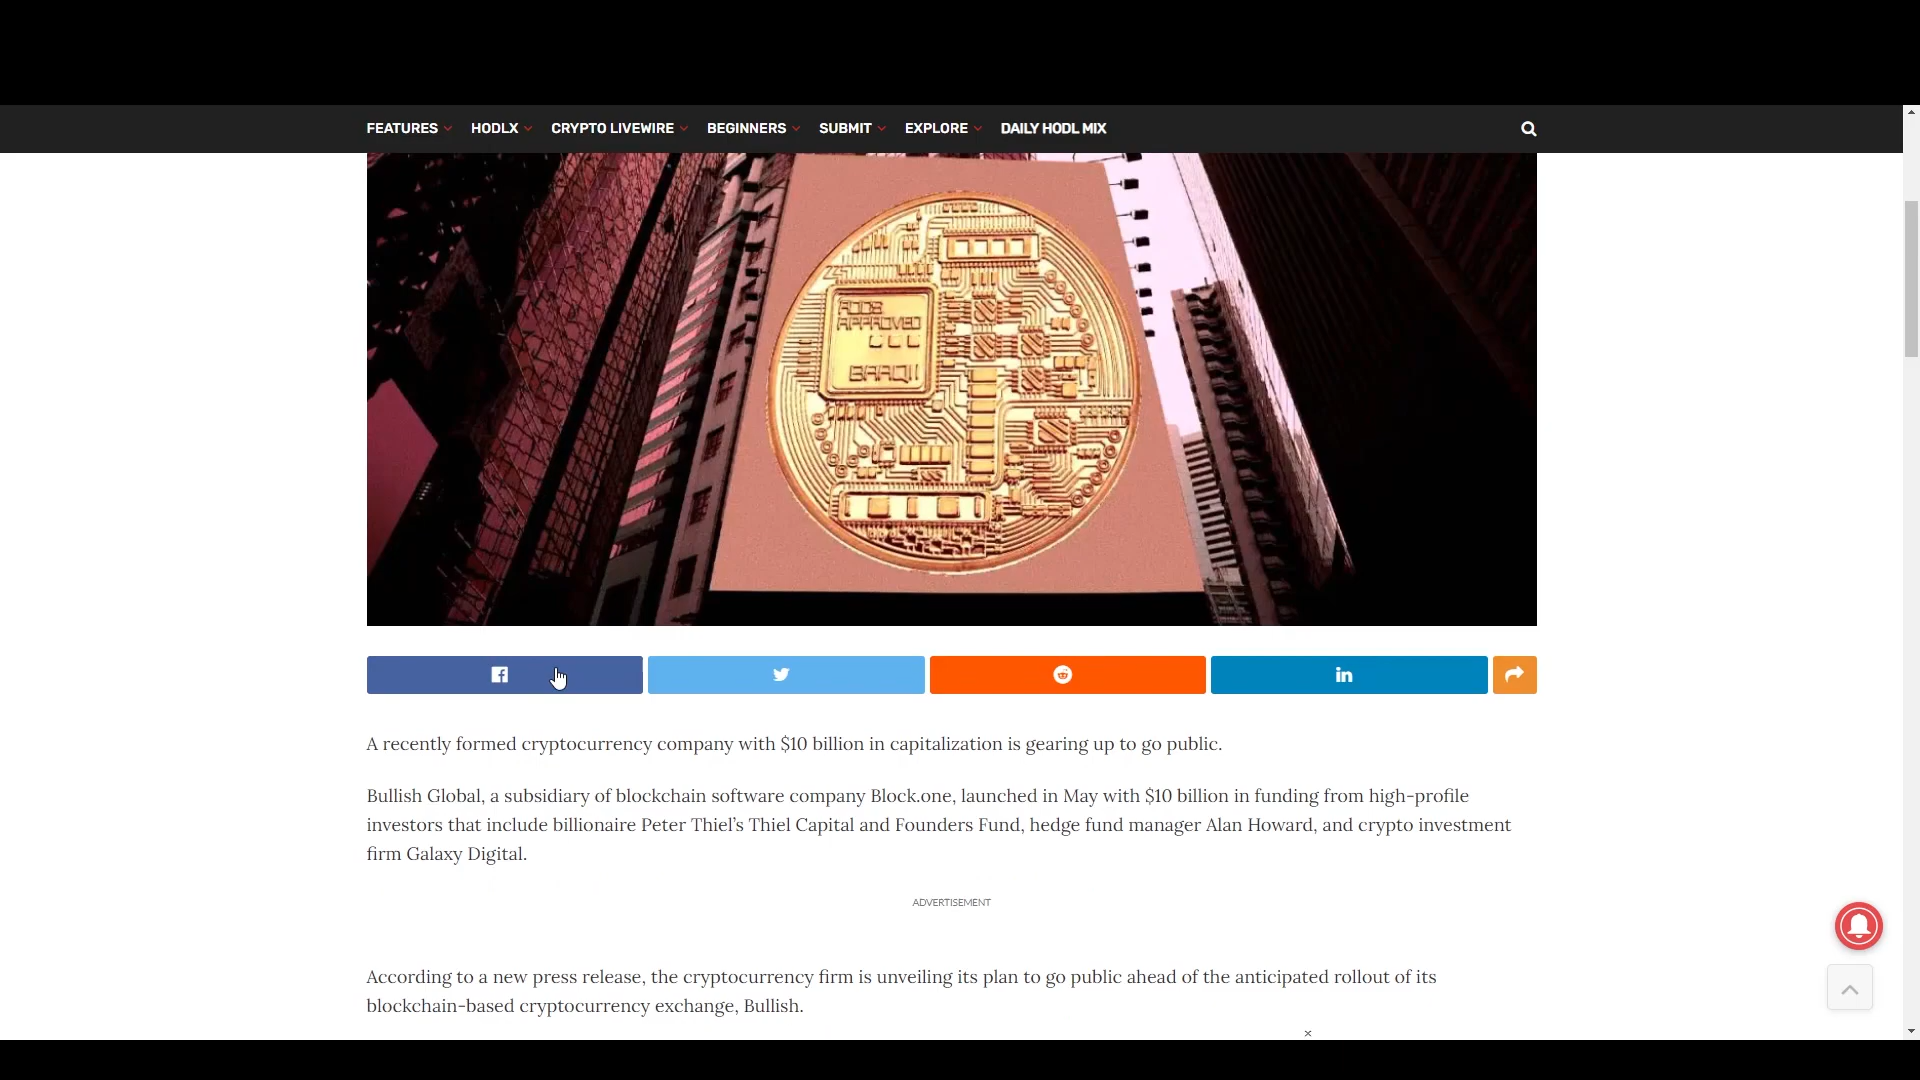 FEATURES HODLX CRYPTO LIVEWIRE BEGINNERS SUBMIT EXPLORE DAILY HODL MIX
APPROVED
A recently formed cryptocurrency company with $10 billion in capitalization is gearing up to go public.
Bullish Global, a subsidiary of blockchain software company Block.one, launched in May with $10 billion in funding from high-profile
investors that include billionaire Peter Thiel’s Thiel Capital and Founders Fund, hedge fund manager Alan Howard, and crypto investment
firm Galaxy Digital.
ADVERTISEMENT
According to a new press release, the cryptocurrency firm is unveiling its plan to go public ahead of the anticipated rollout of its
blockchain-based cryptocurrency exchange, Bullish.